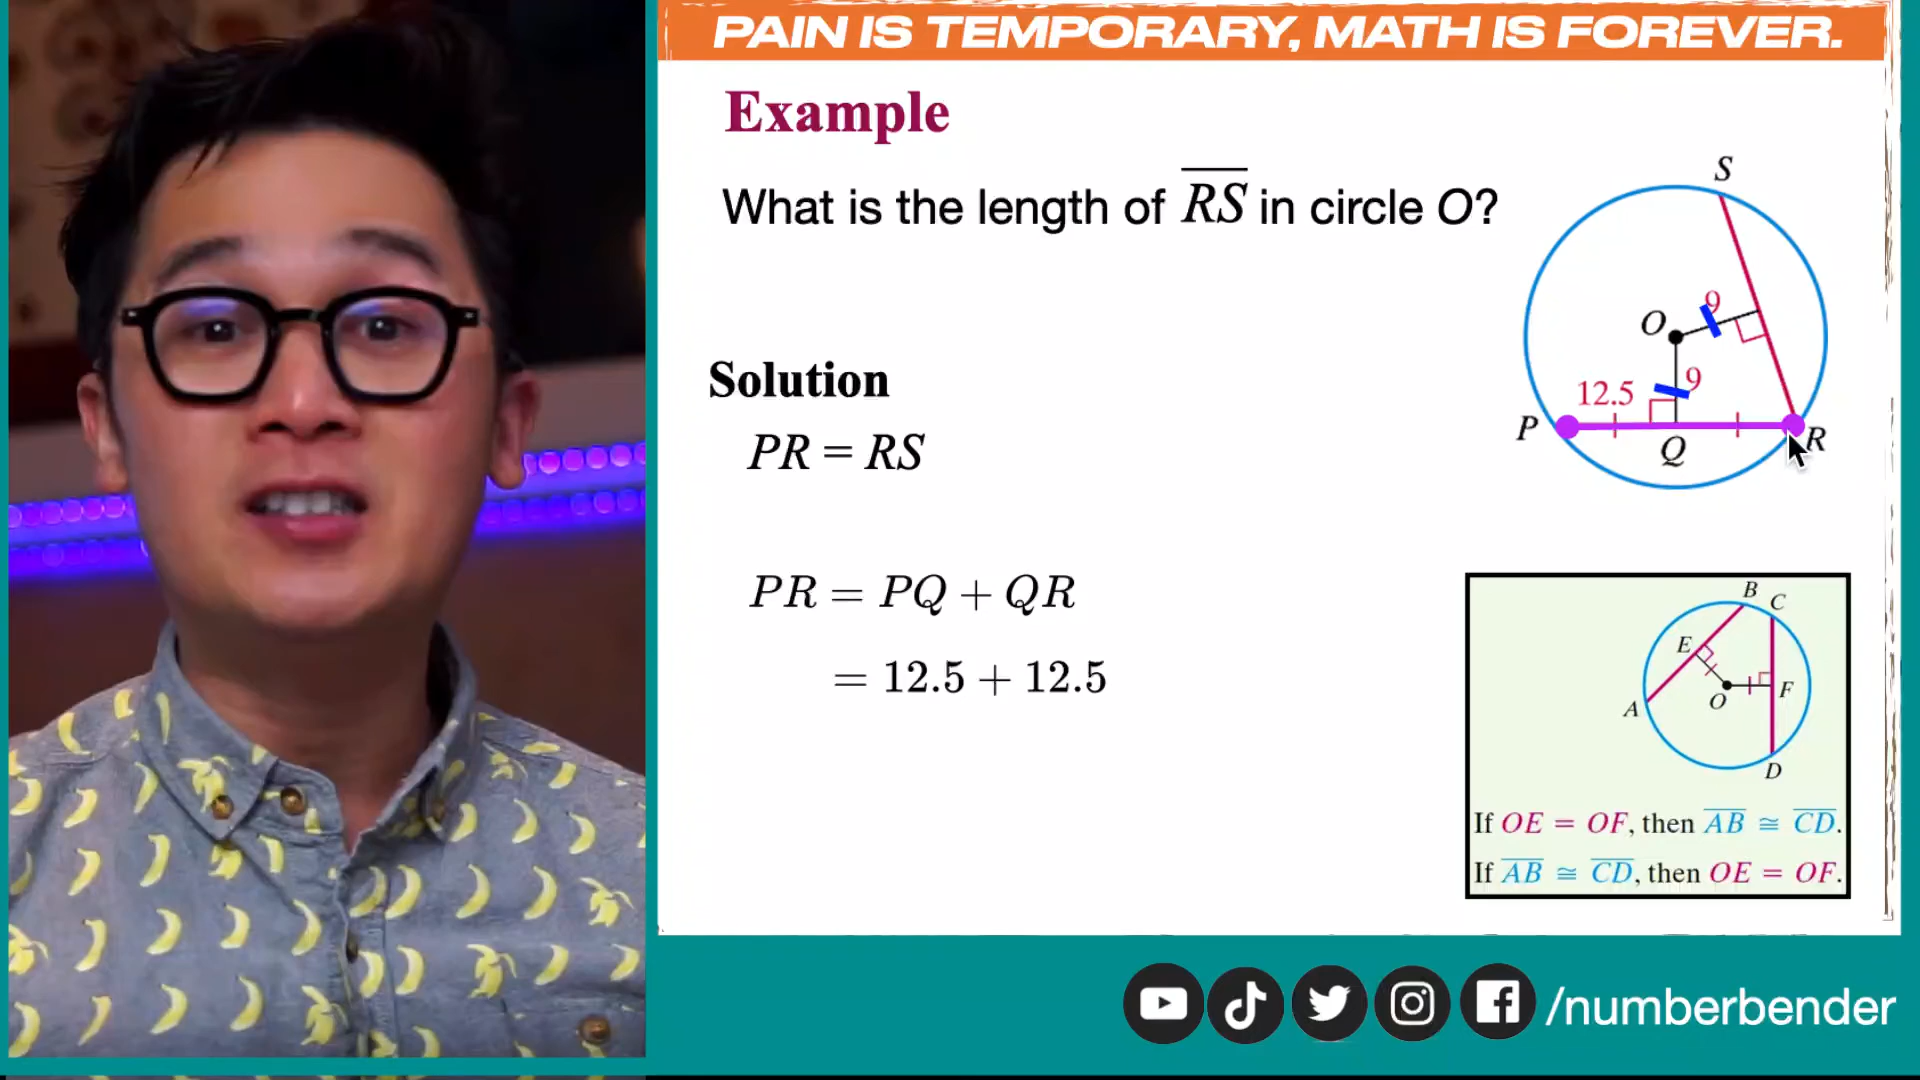 PAIN IS TEMPORARY, MATH IS FOREVER.
Example
What is the length of RS in circle O?
S
O
9
9
12.5
P
Q
R
Solution
PR = RS
PR = PQ + QR
= 12.5 + 12.5
B
C
E
A
O
F
D
If OE = OF, then AB ≅ CD.
If AB ≅ CD, then OE = OF.
/numberbender